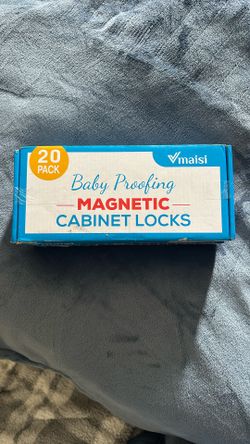 20
PACK
Vmaisi
Baby Proofing
MAGNETIC
CABINET LOCKS